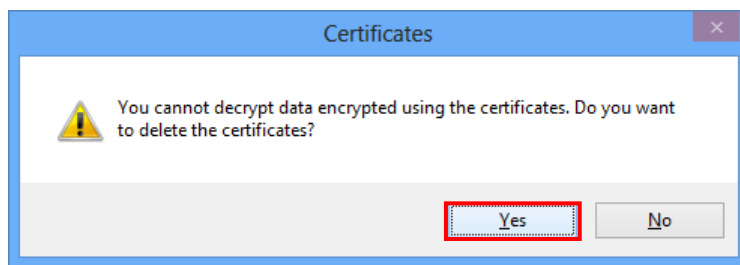 Certificates
You cannot decrypt data encrypted using the certificates. Do you want
to delete the certificates?
Yes
No